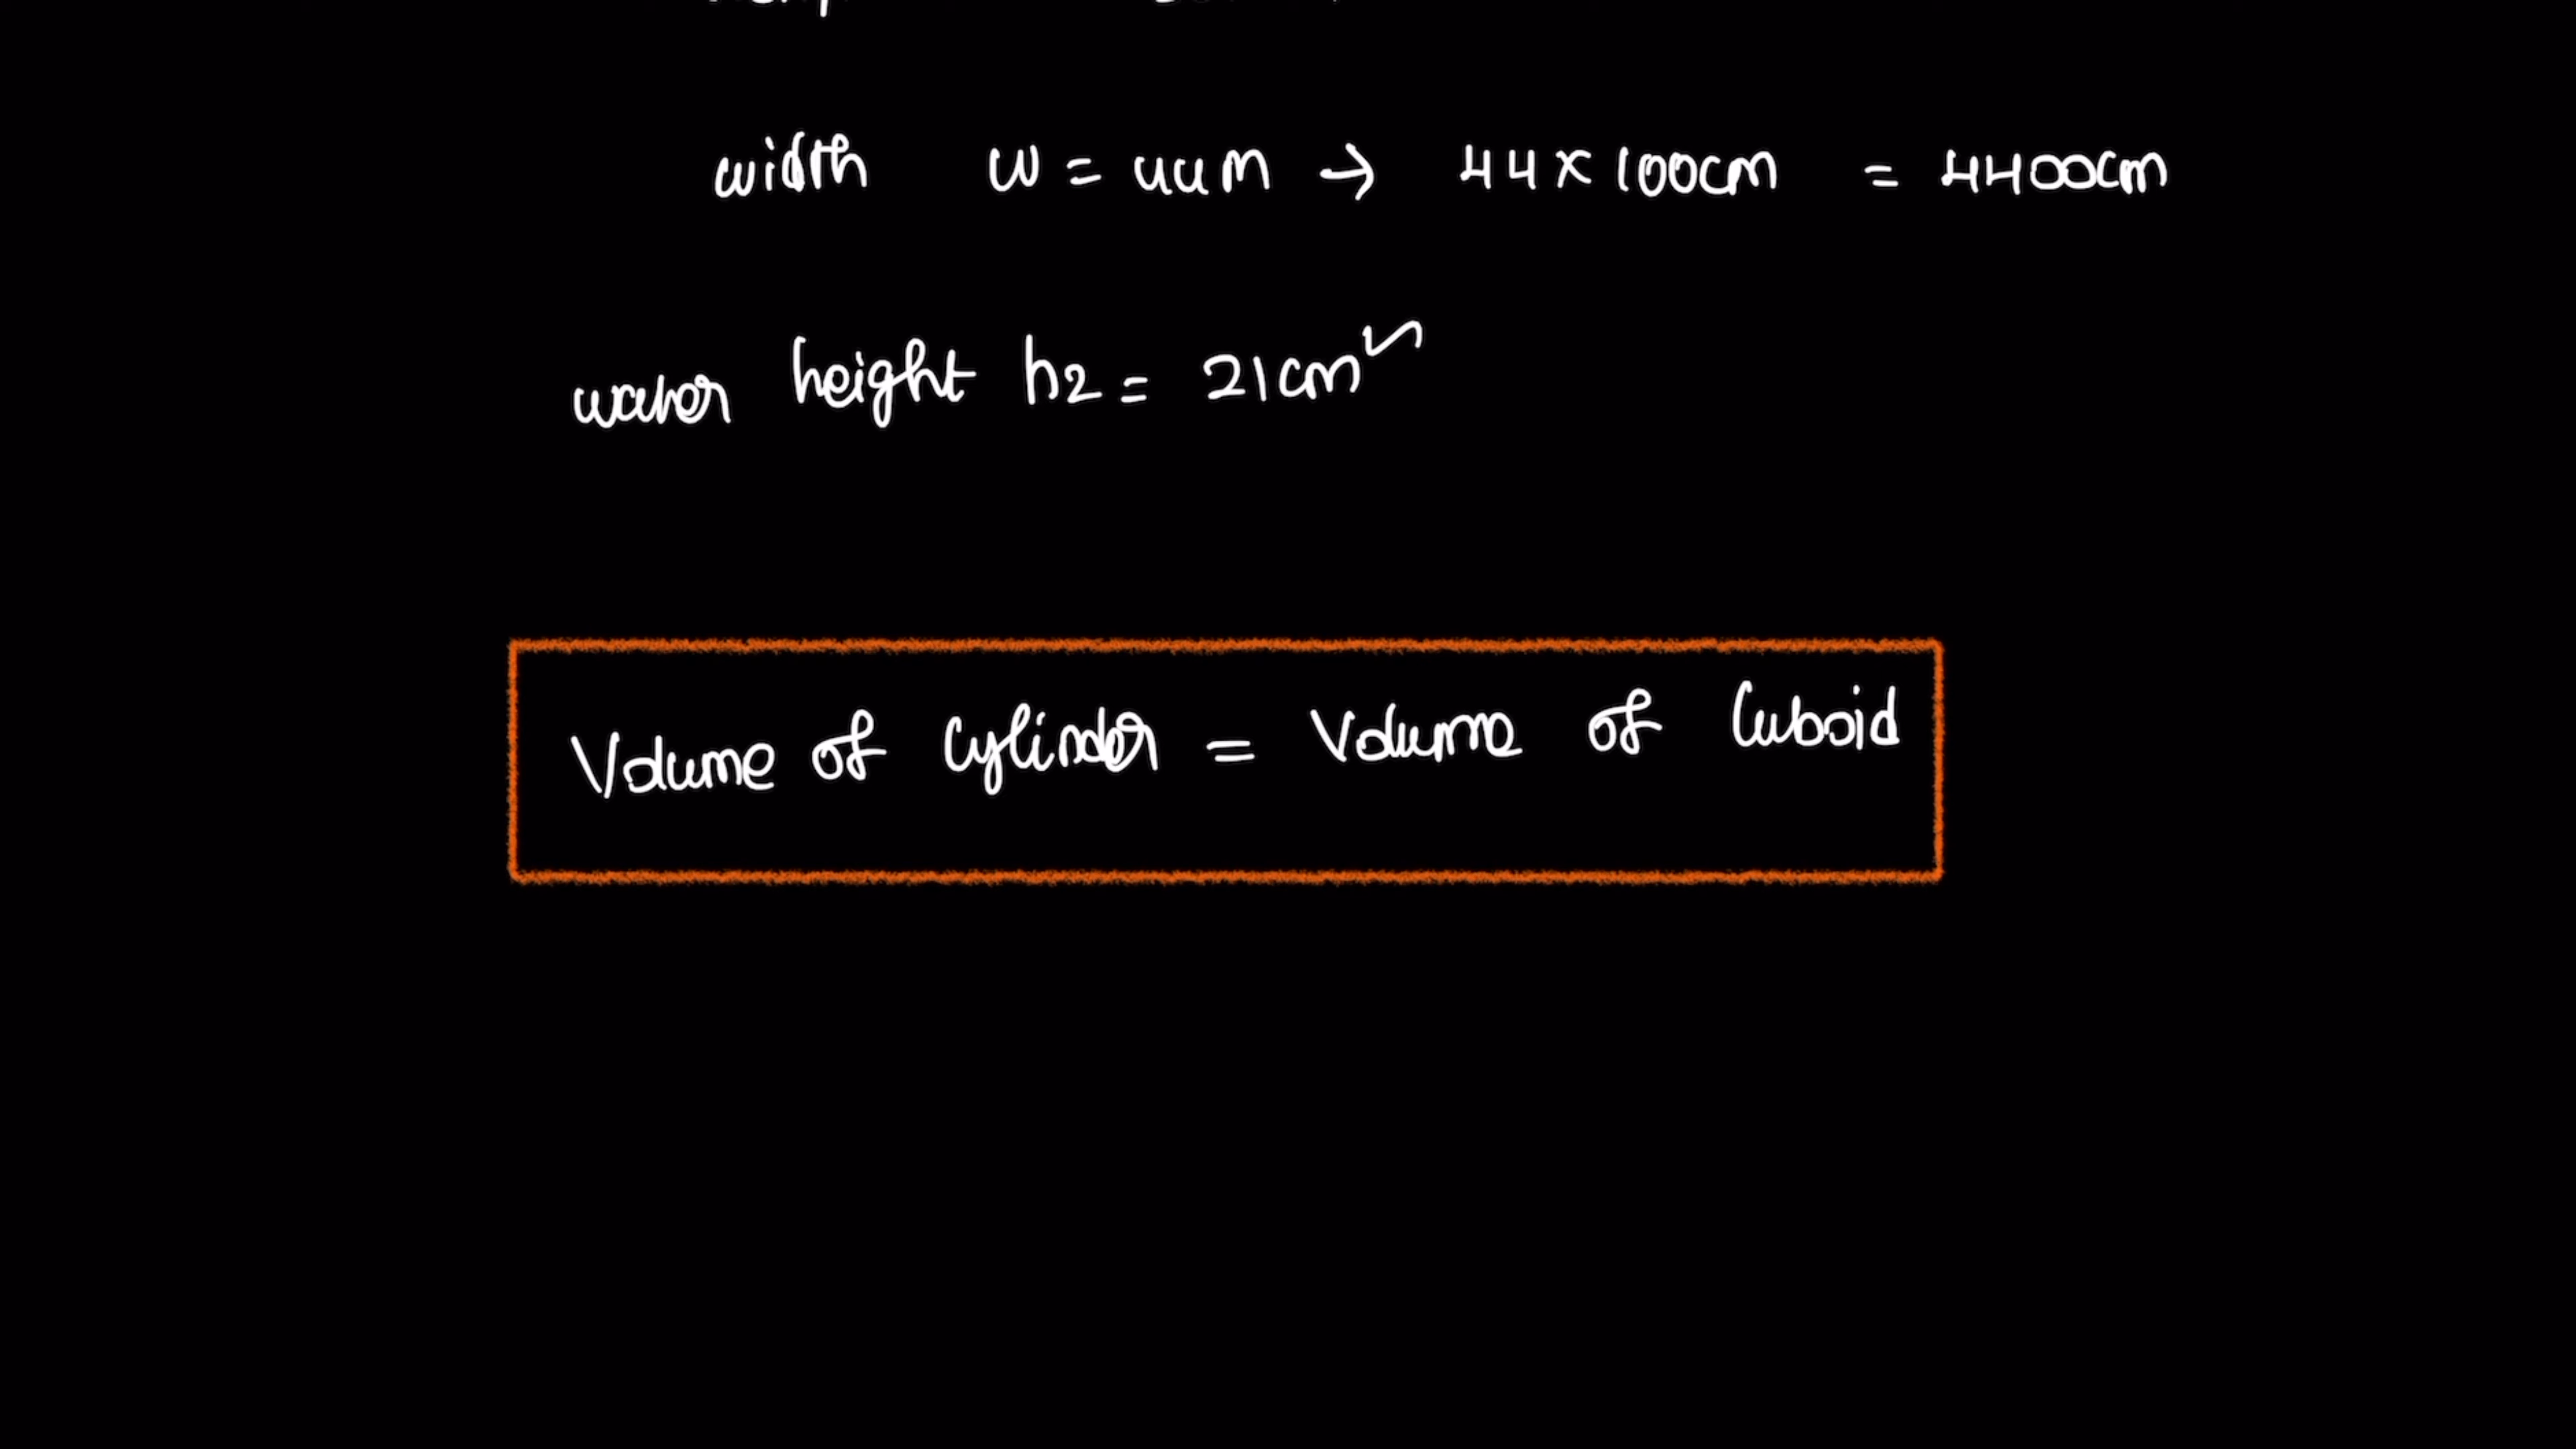 width w = 44m → 44 × 100cm = 4400cm
water height h2 = 21cm
Volume of cylinder = Volume of Cuboid